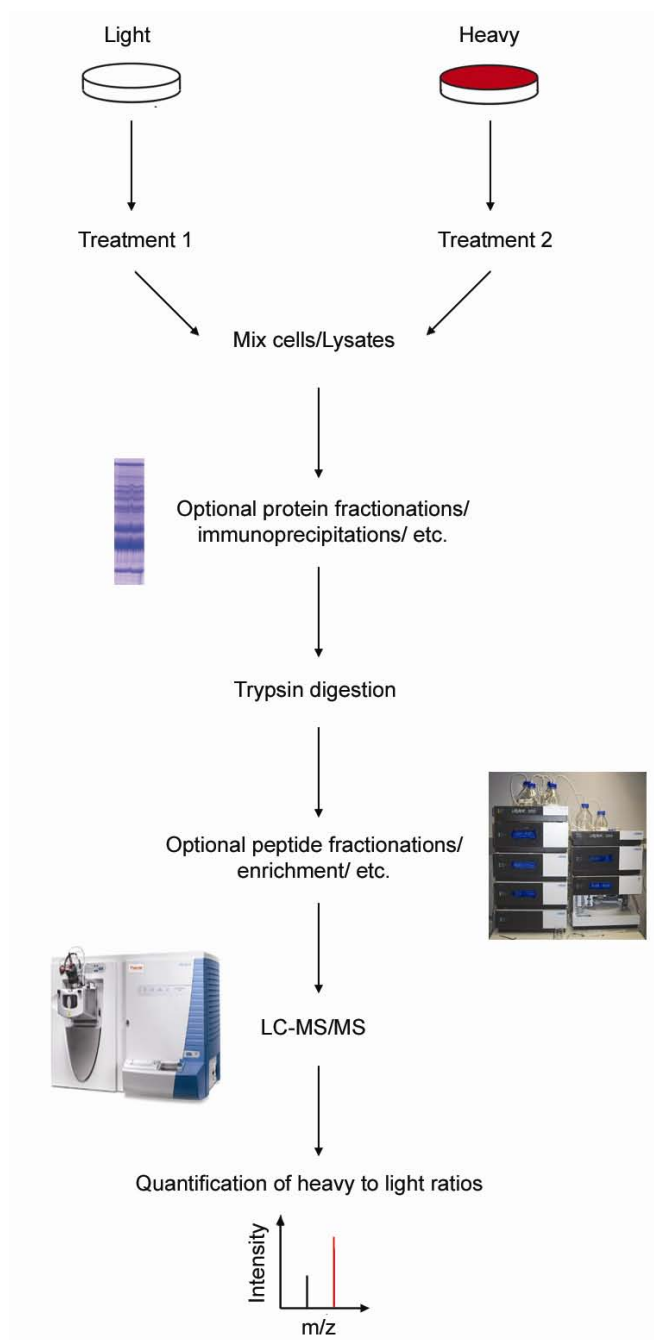 Light
Heavy
Treatment 1
Treatment 2
Mix cells/Lysates
Optional protein fractionations/
immunoprecipitations/ etc.
Trypsin digestion
Optional peptide fractionations/
enrichment/ etc.
LC-MS/MS
Quantification of heavy to light ratios
Intensity
m/z